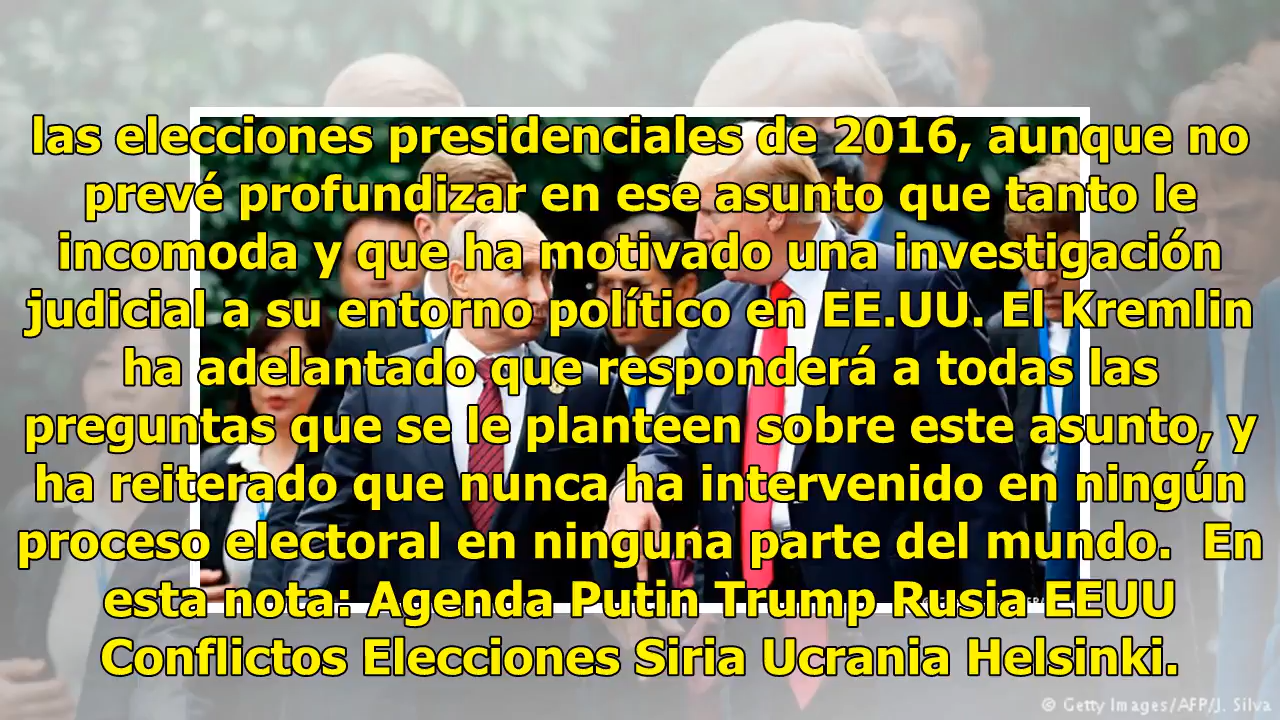 las elecciones presidenciales de 2016, aunque no
prevé profundizar en ese asunto que tanto le
incomoda y que ha motivado una investigación
judicial a su entorno político en EE.UU. El Kremlin
ha adelantado que responderá a todas las
preguntas que se le planteen sobre este asunto, y
ha reiterado que nunca ha intervenido en ningún
proceso electoral en ninguna parte del mundo.  En
esta nota: Agenda Putin Trump Rusia EEUU
Conflictos Elecciones Siria Ucrania Helsinki.
© Getty Images/AFP/J. Silva